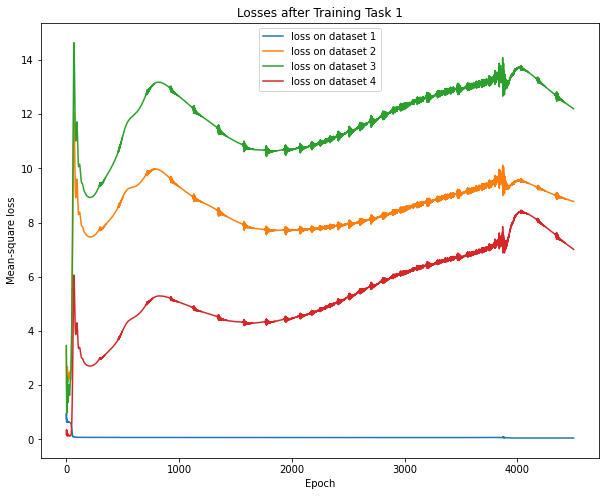 Losses after Training Task 1
loss on dataset 1
loss on dataset 2
loss on dataset 3
loss on dataset 4
14
12
10
8
6
4
2
0
Mean-square loss
0 1000 2000 3000 4000
Epoch